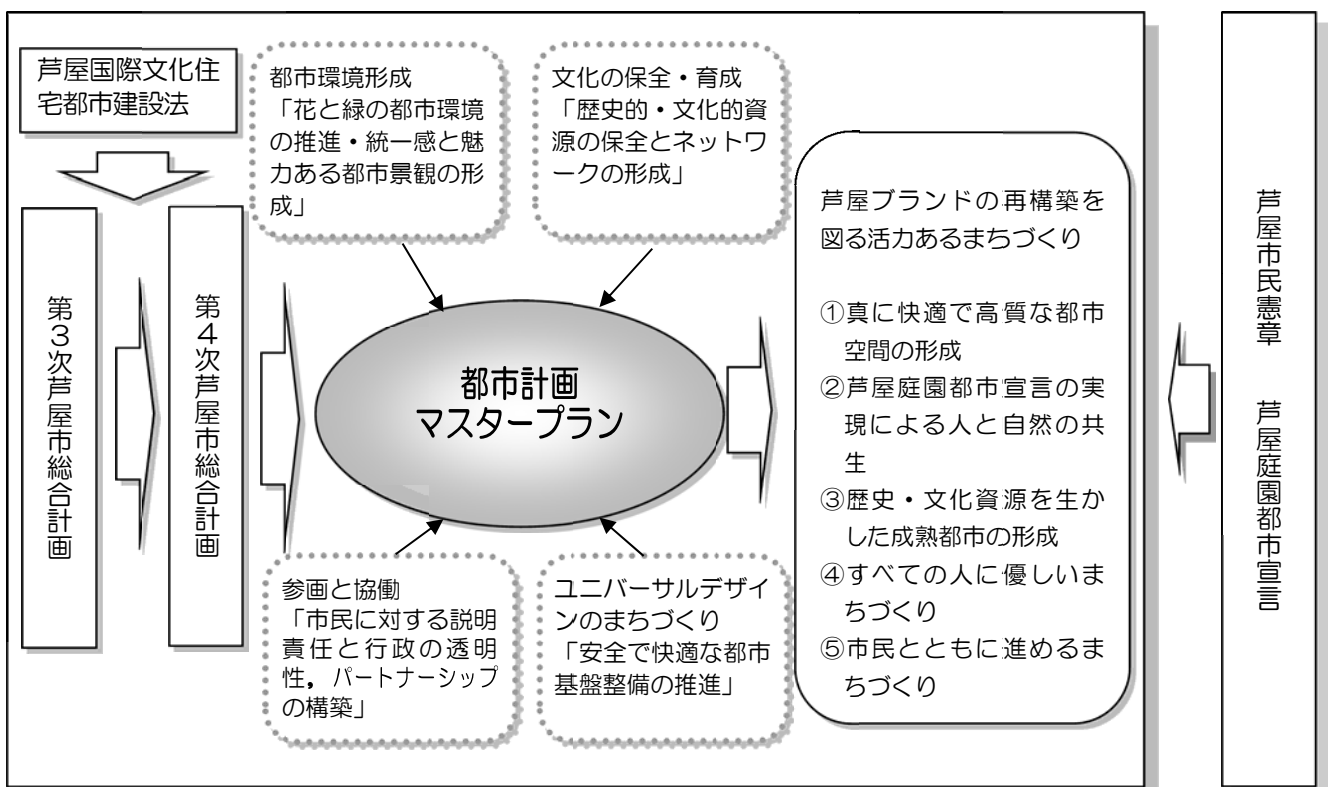 芦屋国際文化住
宅都市建設法
第3次芦屋市総合計画
第4次芦屋市総合計画
都市環境形成
「花と緑の都市環境
の推進・統一感と魅
力ある都市景観の形
成」
文化の保全・育成
「歴史的・文化的資
源の保全とネットワ
ークの形成」
都市計画
マスタープラン
参画と協働
「市民に対する説明
責任と行政の透明
性，パートナーシップ
の構築」
ユニバーサルデザイ
ンのまちづくり
「安全で快適な都市
基盤整備の推進」
芦屋ブランドの再構築を
図る活力あるまちづくり
①真に快適で高質な都市
空間の形成
②芦屋庭園都市宣言の実
現による人と自然の共
生
③歴史・文化資源を生か
した成熟都市の形成
④すべての人に優しいま
ちづくり
⑤市民とともに進めるま
ちづくり
芦屋市民憲章　芦屋庭園都市宣言